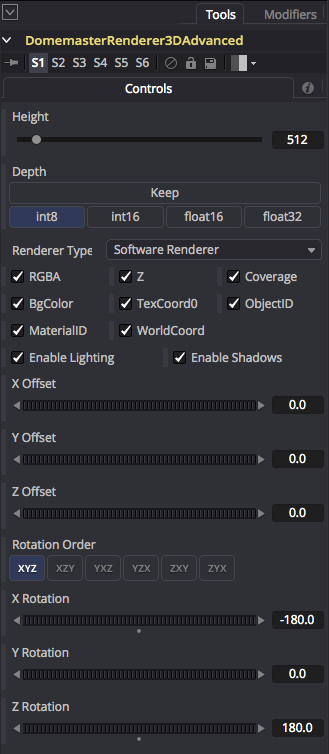 Tools Modifiers
DomemasterRenderer3DAdvanced
S1 S2 S3 S4 S5 S6
Controls
Height
512
Depth
Keep
int8 int16 float16 float32
Renderer Type Software Renderer
RGBA Z Coverage
BgColor TexCoord0 ObjectID
MaterialID WorldCoord
Enable Lighting Enable Shadows
X Offset
0.0
Y Offset
0.0
Z Offset
0.0
Rotation Order
XYZ XZY YXZ YZX ZXY ZYX
X Rotation
-180.0
Y Rotation
0.0
Z Rotation
180.0